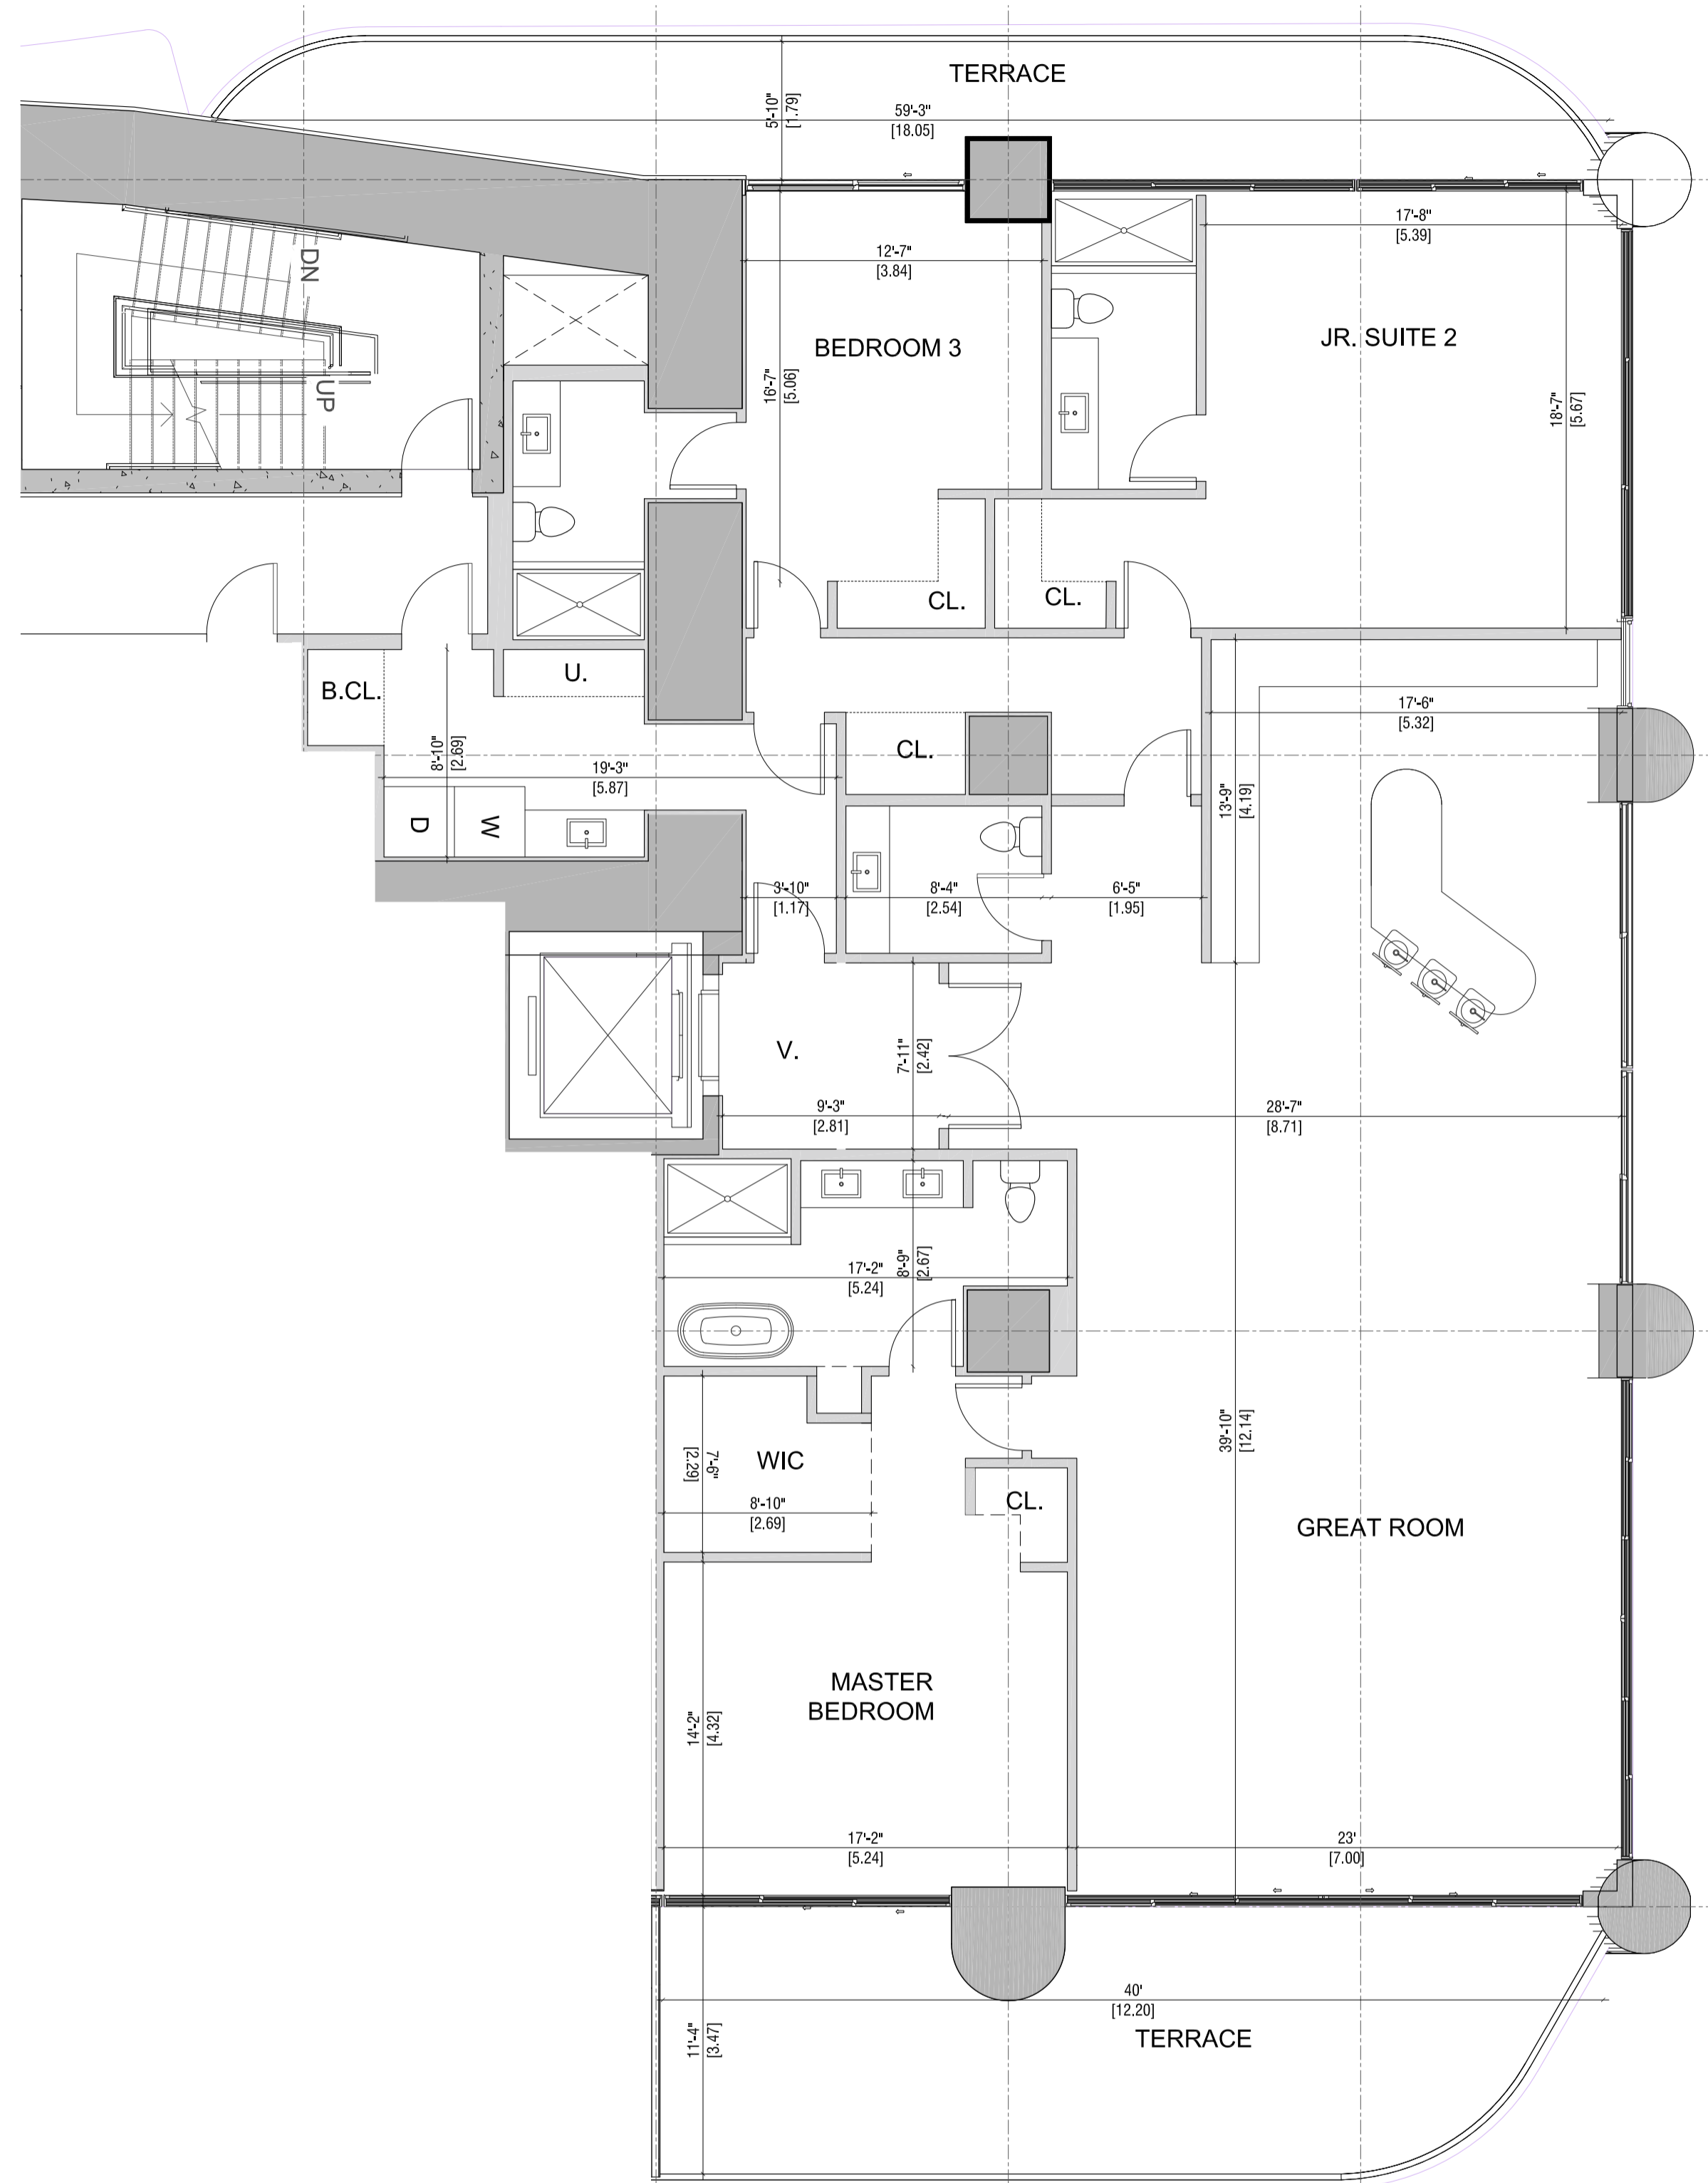 TERRACE
5'-10"
[1.79]
59'-3"
[18.05]
17'-8"
[5.39]
DN
12'-7"
[3.84]
BEDROOM 3
JR. SUITE 2
UP
16'-7"
[5.06]
18'-7"
[5.67]
CL.
CL.
B.CL.
U.
17'-6"
[5.32]
8'-10"
[2.69]
CL.
19'-3"
[5.87]
13'-9"
[4.19]
D
W
3'-10"
[1.17]
8'-4"
[2.54]
6'-5"
[1.95]
V.
7'-11"
[2.42]
9'-3"
[2.81]
28'-7"
[8.71]
8'-9"
[2.67]
17'-2"
[5.24]
39'-10"
[12.14]
7'-6"
[2.29]
WIC
8'-10"
[2.69]
CL.
GREAT ROOM
MASTER
BEDROOM
14'-2"
[4.32]
17'-2"
[5.24]
23'
[7.00]
40'
[12.20]
TERRACE
11'-4"
[3.47]